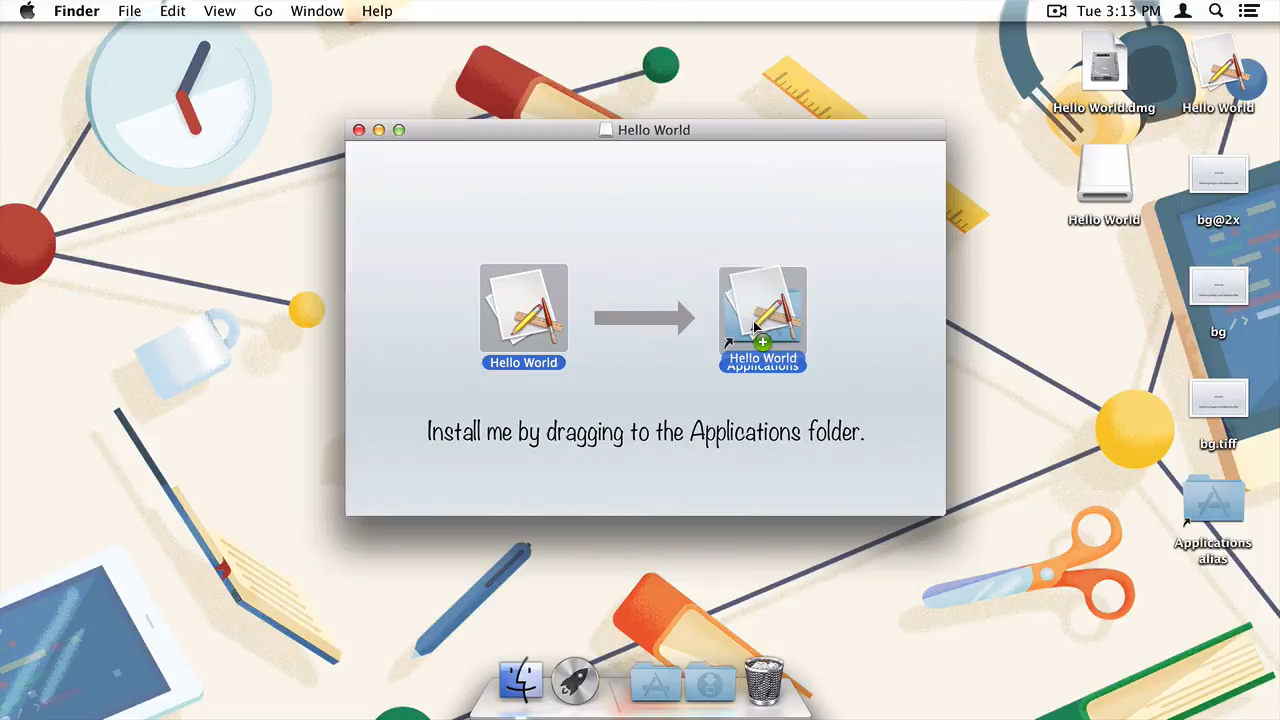 Finder File Edit View Go Window Help
Tue 3:13 PM
Hello World.dmg
Hello World
Hello World
bg@2x
bg
bg.tiff
Applications
alias
Hello World
Hello World
Hello World
Applications
Install me by dragging to the Applications folder.